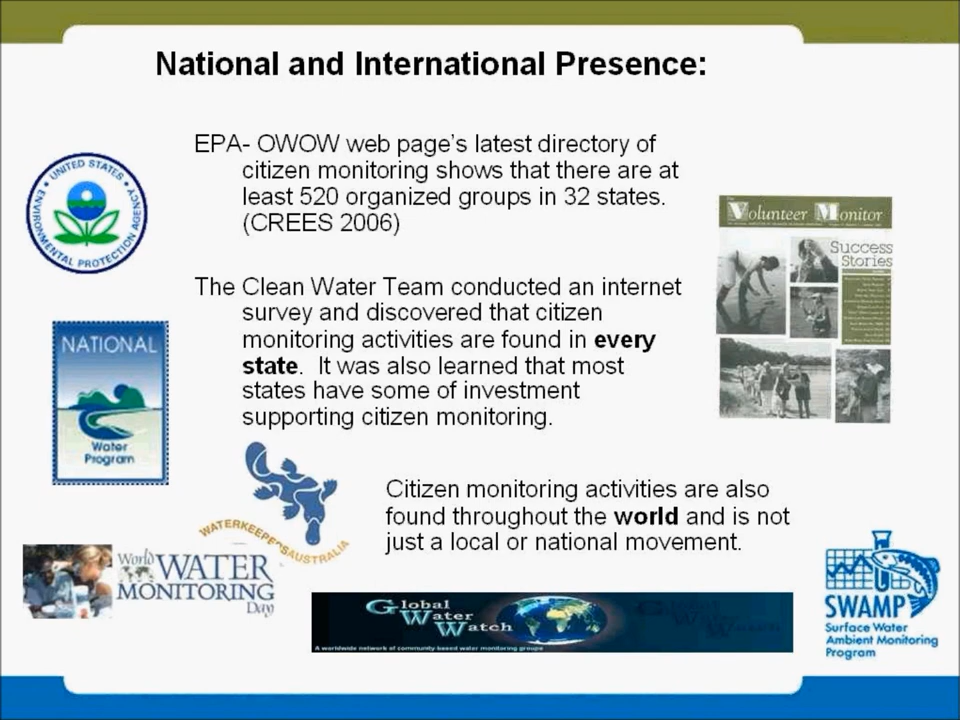 National and International Presence:
EPA- OWOW web page's latest directory of
citizen monitoring shows that there are at
least 520 organized groups in 32 states.
(CREES 2006)
UNITED STATES
ENVIRONMENTAL PROTECTION AGENCY
Volunteer Monitor
Success
Stories
The Clean Water Team conducted an internet
survey and discovered that citizen
monitoring activities are found in every
state. It was also learned that most
states have some of investment
supporting citizen monitoring.
NATIONAL
Water
Program
Citizen monitoring activities are also
found throughout the world and is not
just a local or national movement.
WATERKEEPERS AUSTRALIA
World
WATER
MONITORING
Day
Global
Water
Watch
A worldwide network of community-based water monitoring groups
SWAMP
Surface Water
Ambient Monitoring
Program